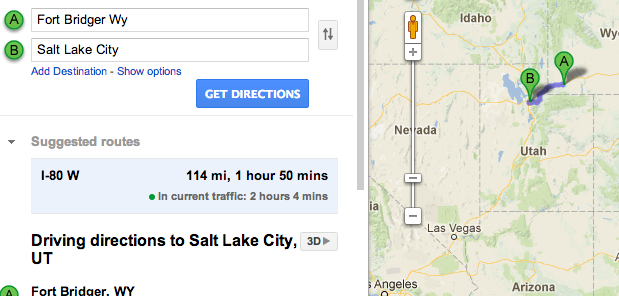 A Fort Bridger Wy
B Salt Lake City
Add Destination - Show options
GET DIRECTIONS
Suggested routes
I-80 W 114 mi, 1 hour 50 mins
In current traffic: 2 hours 4 mins
Driving directions to Salt Lake City, 3D
UT
A Fort Bridger, WY
Idaho
Wy
A
B
Nevada
Utah
Las Vegas
s Angeles
Arizona